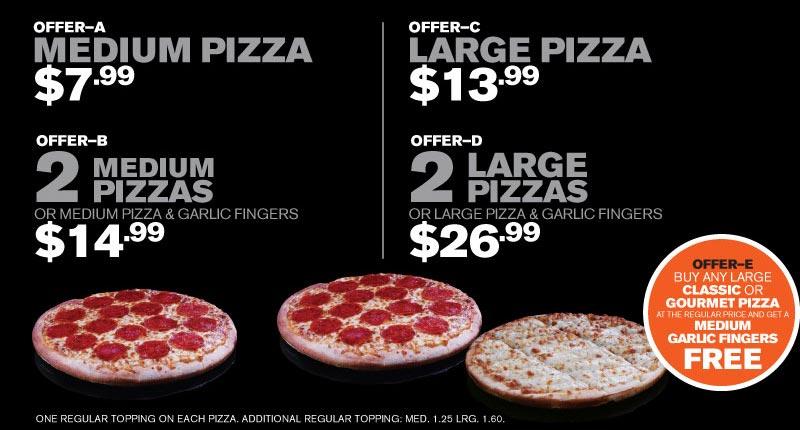 OFFER–A
MEDIUM PIZZA
$7.99
OFFER–B
2 MEDIUM
PIZZAS
OR MEDIUM PIZZA & GARLIC FINGERS
$14.99
OFFER–C
LARGE PIZZA
$13.99
OFFER–D
2 LARGE
PIZZAS
OR LARGE PIZZA & GARLIC FINGERS
$26.99
OFFER–E
BUY ANY LARGE
CLASSIC OR
GOURMET PIZZA
AT THE REGULAR PRICE AND GET A
MEDIUM
GARLIC FINGERS
FREE
ONE REGULAR TOPPING ON EACH PIZZA. ADDITIONAL REGULAR TOPPING: MED. 1.25 LRG. 1.60.